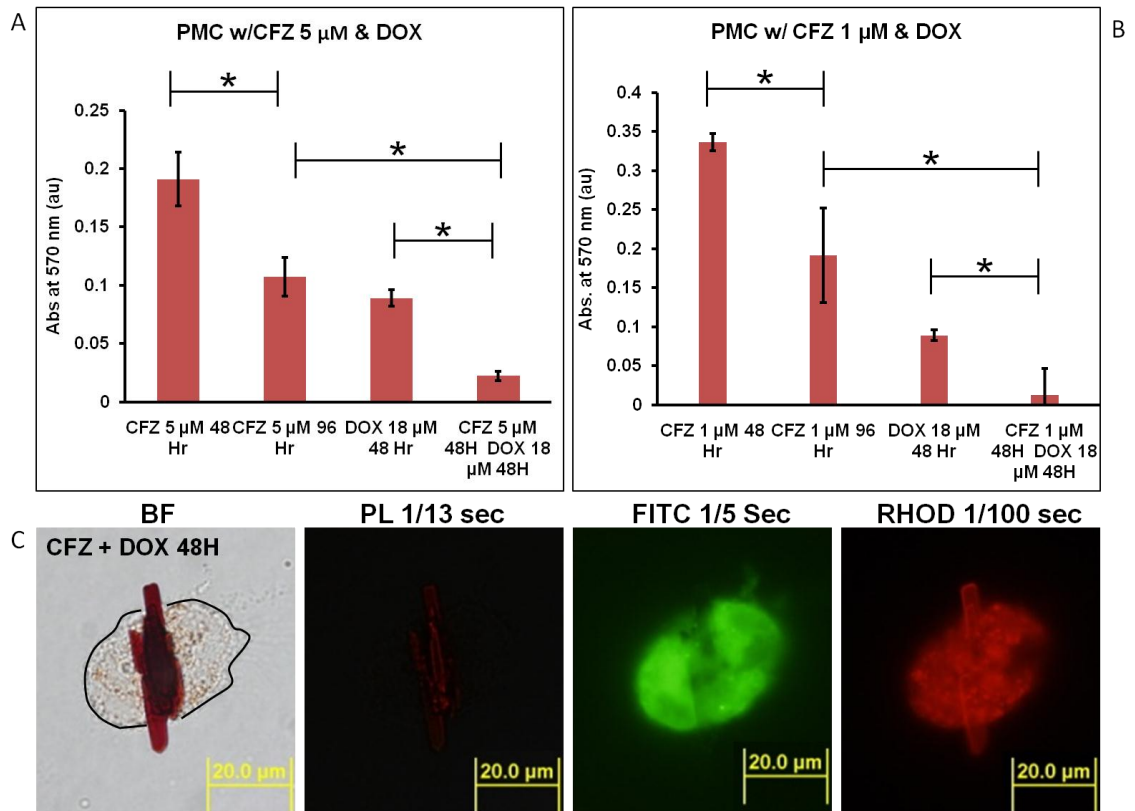 A
PMC w/CFZ 5 µM & DOX
*
*
*
0.25
0.2
0.15
0.1
0.05
0
Abs at 570 nm (au)
CFZ 5 µM 48 Hr
CFZ 5 µM 96 Hr
DOX 18 µM 48 Hr
CFZ 5 µM 48H DOX 18 µM 48H
B
PMC w/ CFZ 1 µM & DOX
*
*
*
0.4
0.35
0.3
0.25
0.2
0.15
0.1
0.05
0
Abs. at 570 nm (au)
CFZ 1 µM 48 Hr
CFZ 1 µM 96 Hr
DOX 18 µM 48 Hr
CFZ 1 µM 48H DOX 18 µM 48H
C
BF
CFZ + DOX 48H
20.0 µm
PL 1/13 sec
20.0 µm
FITC 1/5 Sec
20.0 µm
RHOD 1/100 sec
20.0 µm